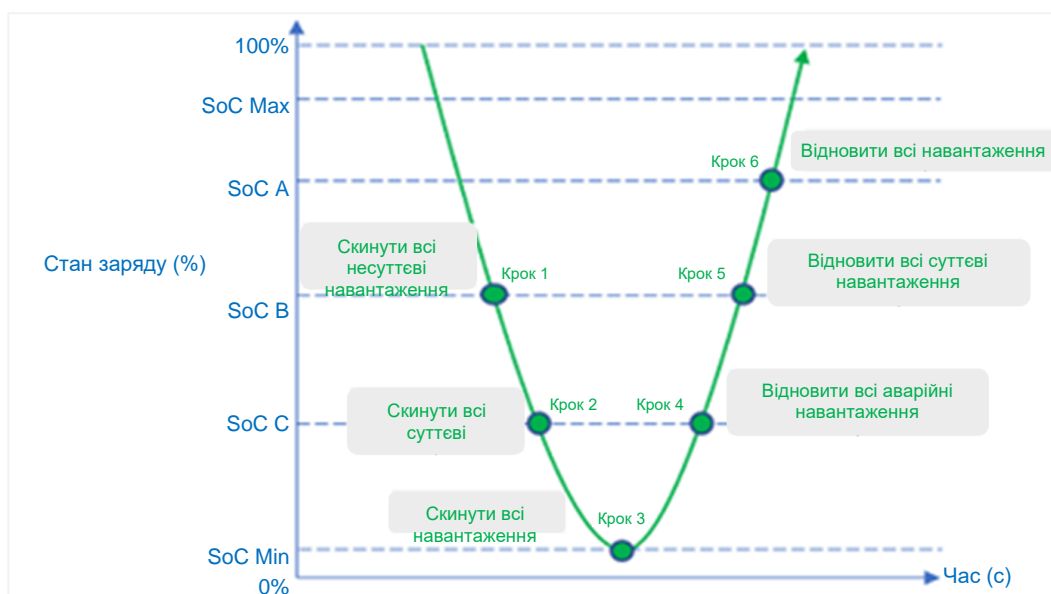 100%
SoC Max
Крок 6
Відновити всі навантаження
SoC A
Скинути всі
несуттєві
навантаження
Крок 1
Крок 5
Відновити всі суттєві
навантаження
Стан заряду (%)
SoC B
Скинути всі
суттєві
Крок 2
Крок 4
Відновити всі аварійні
навантаження
SoC C
Скинути всі
навантаження
Крок 3
SoC Min
0%
Час (с)